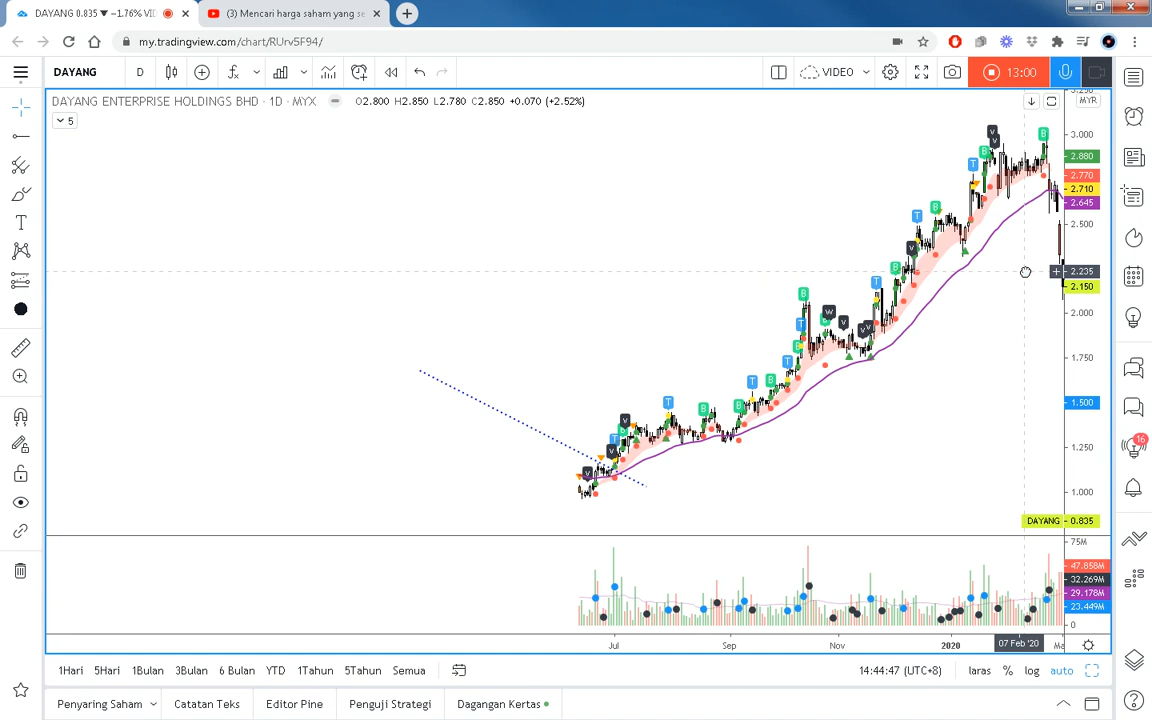 DAYANG 0.835 ▼ −1.76% VID
(3) Mencari harga saham yang se
my.tradingview.com/chart/RUrv5F94/
DAYANG
D
VIDEO
13:00
DAYANG ENTERPRISE HOLDINGS BHD · 1D · MYX O2.800 H2.850 L2.780 C2.850 +0.070 (+2.52%)
MYR
5
3.250
3.000
2.880
2.770
2.710
2.645
2.500
2.235
2.150
2.000
1.750
1.500
1.250
1.000
DAYANG 0.835
75M
47.858M
32.269M
29.178M
23.449M
0
Jul Sep Nov 2020 07 Feb '20 Ma
1Hari 5Hari 1Bulan 3Bulan 6 Bulan YTD 1Tahun 5Tahun Semua
14:44:47 (UTC+8) laras % log auto
Penyaring Saham Catatan Teks Editor Pine Penguji Strategi Dagangan Kertas
16